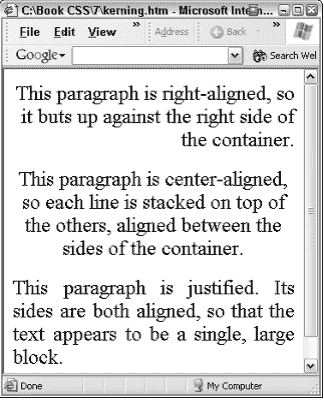 C:\Book CSS\7\kerning.htm - Microsoft
File Edit View » Address Back »
Google Search Wel
This paragraph is right-aligned, so
it buts up against the right side of
the container.
This paragraph is center-aligned,
so each line is stacked on top of
the others, aligned between the
sides of the container.
This paragraph is justified. Its
sides are both aligned, so that the
text appears to be a single, large
block.
Done My Computer